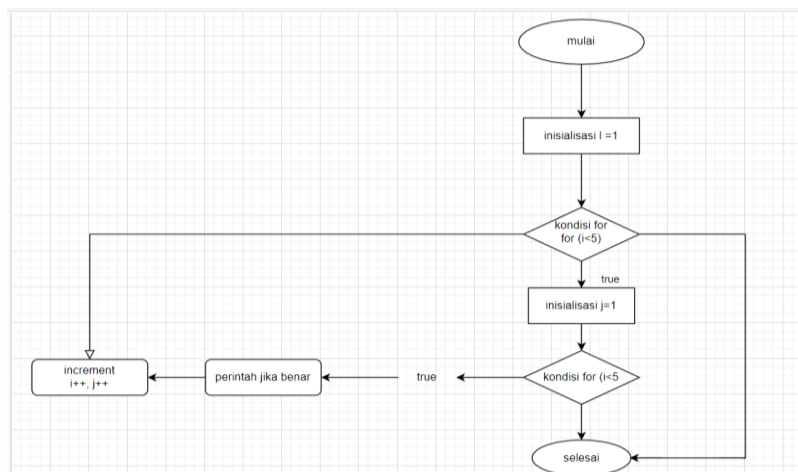 mulai
inisialisasi I =1
kondisi for
for (i<5)
true
inisialisasi j=1
increment
i++, j++
perintah jika benar
true
kondisi for (i<5
selesai